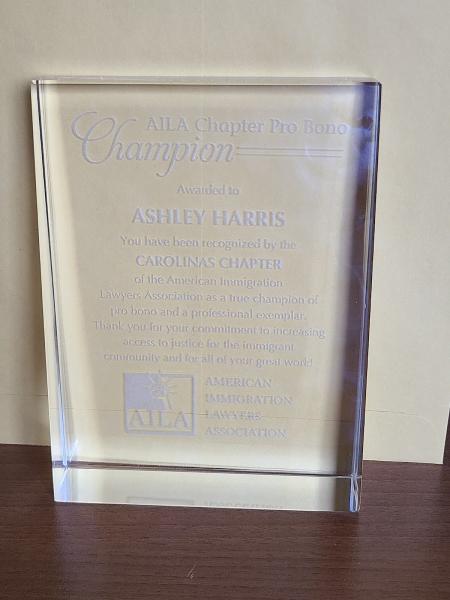 AILA Chapter Pro Bono
Champion
Awarded to
ASHLEY HARRIS
You have been recognized by the
CAROLINAS CHAPTER
of the American Immigration
Lawyers Association as a true champion of
pro bono and a professional exemplar.
Thank you for your commitment to increasing
access to justice for the immigrant
community and for all of your great work!
AILA
AMERICAN
IMMIGRATION
LAWYERS
ASSOCIATION